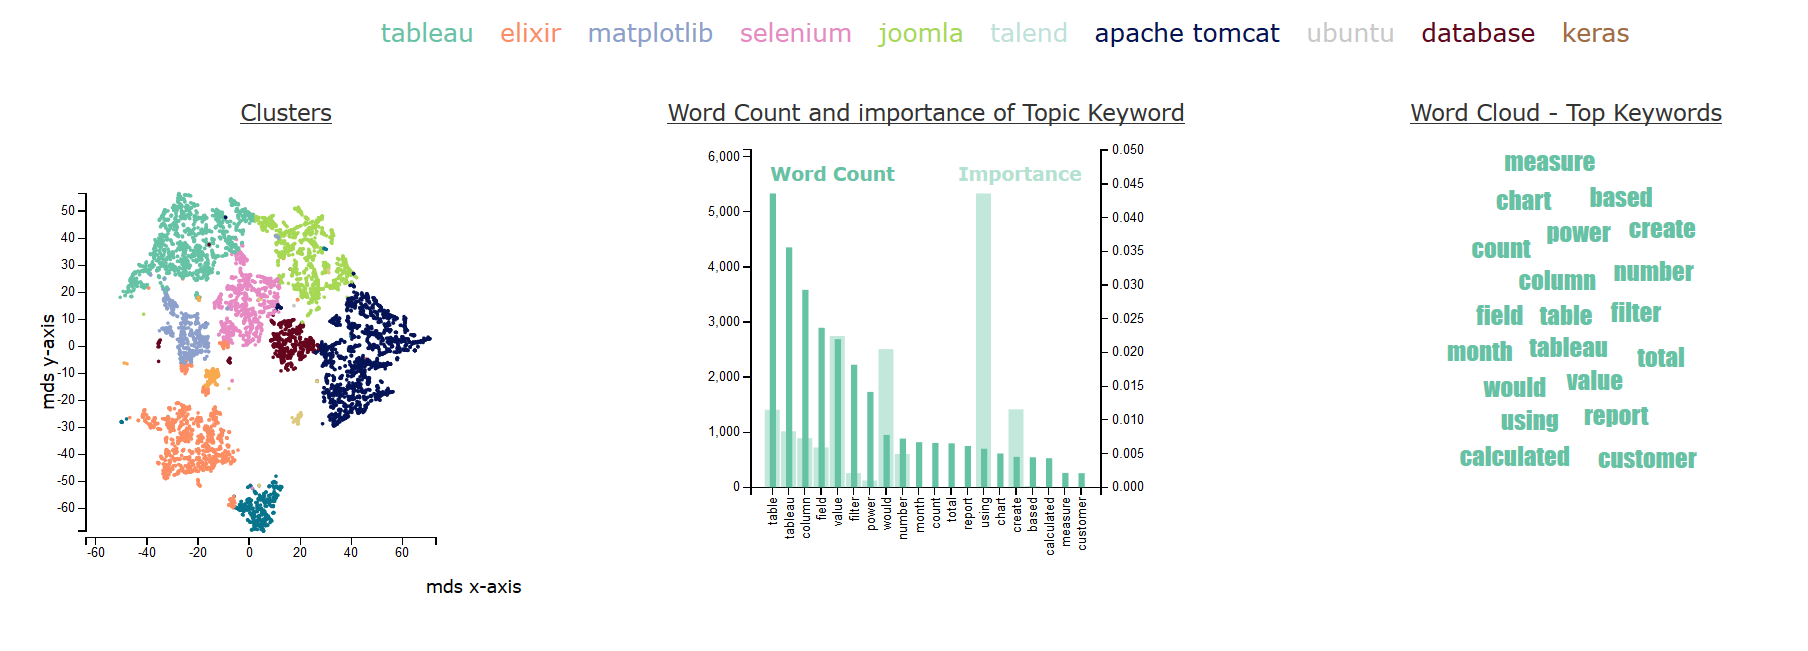 tableau elixir matplotlib selenium joomla talend apache tomcat ubuntu database keras
Clusters
mds y-axis
50
40
30
20
10
0
-10
-20
-30
-40
-50
-60
-60 -40 -20 0 20 40 60
mds x-axis
Word Count and importance of Topic Keyword
Word Count Importance
6,000
5,000
4,000
3,000
2,000
1,000
0
0.050
0.045
0.040
0.035
0.030
0.025
0.020
0.015
0.010
0.005
0.000
table
tableau
column
field
value
filter
power
would
number
month
count
total
report
using
chart
create
based
calculated
measure
customer
Word Cloud - Top Keywords
measure
chart based
power create
count
column number
field table filter
month tableau total
would value
using report
calculated customer